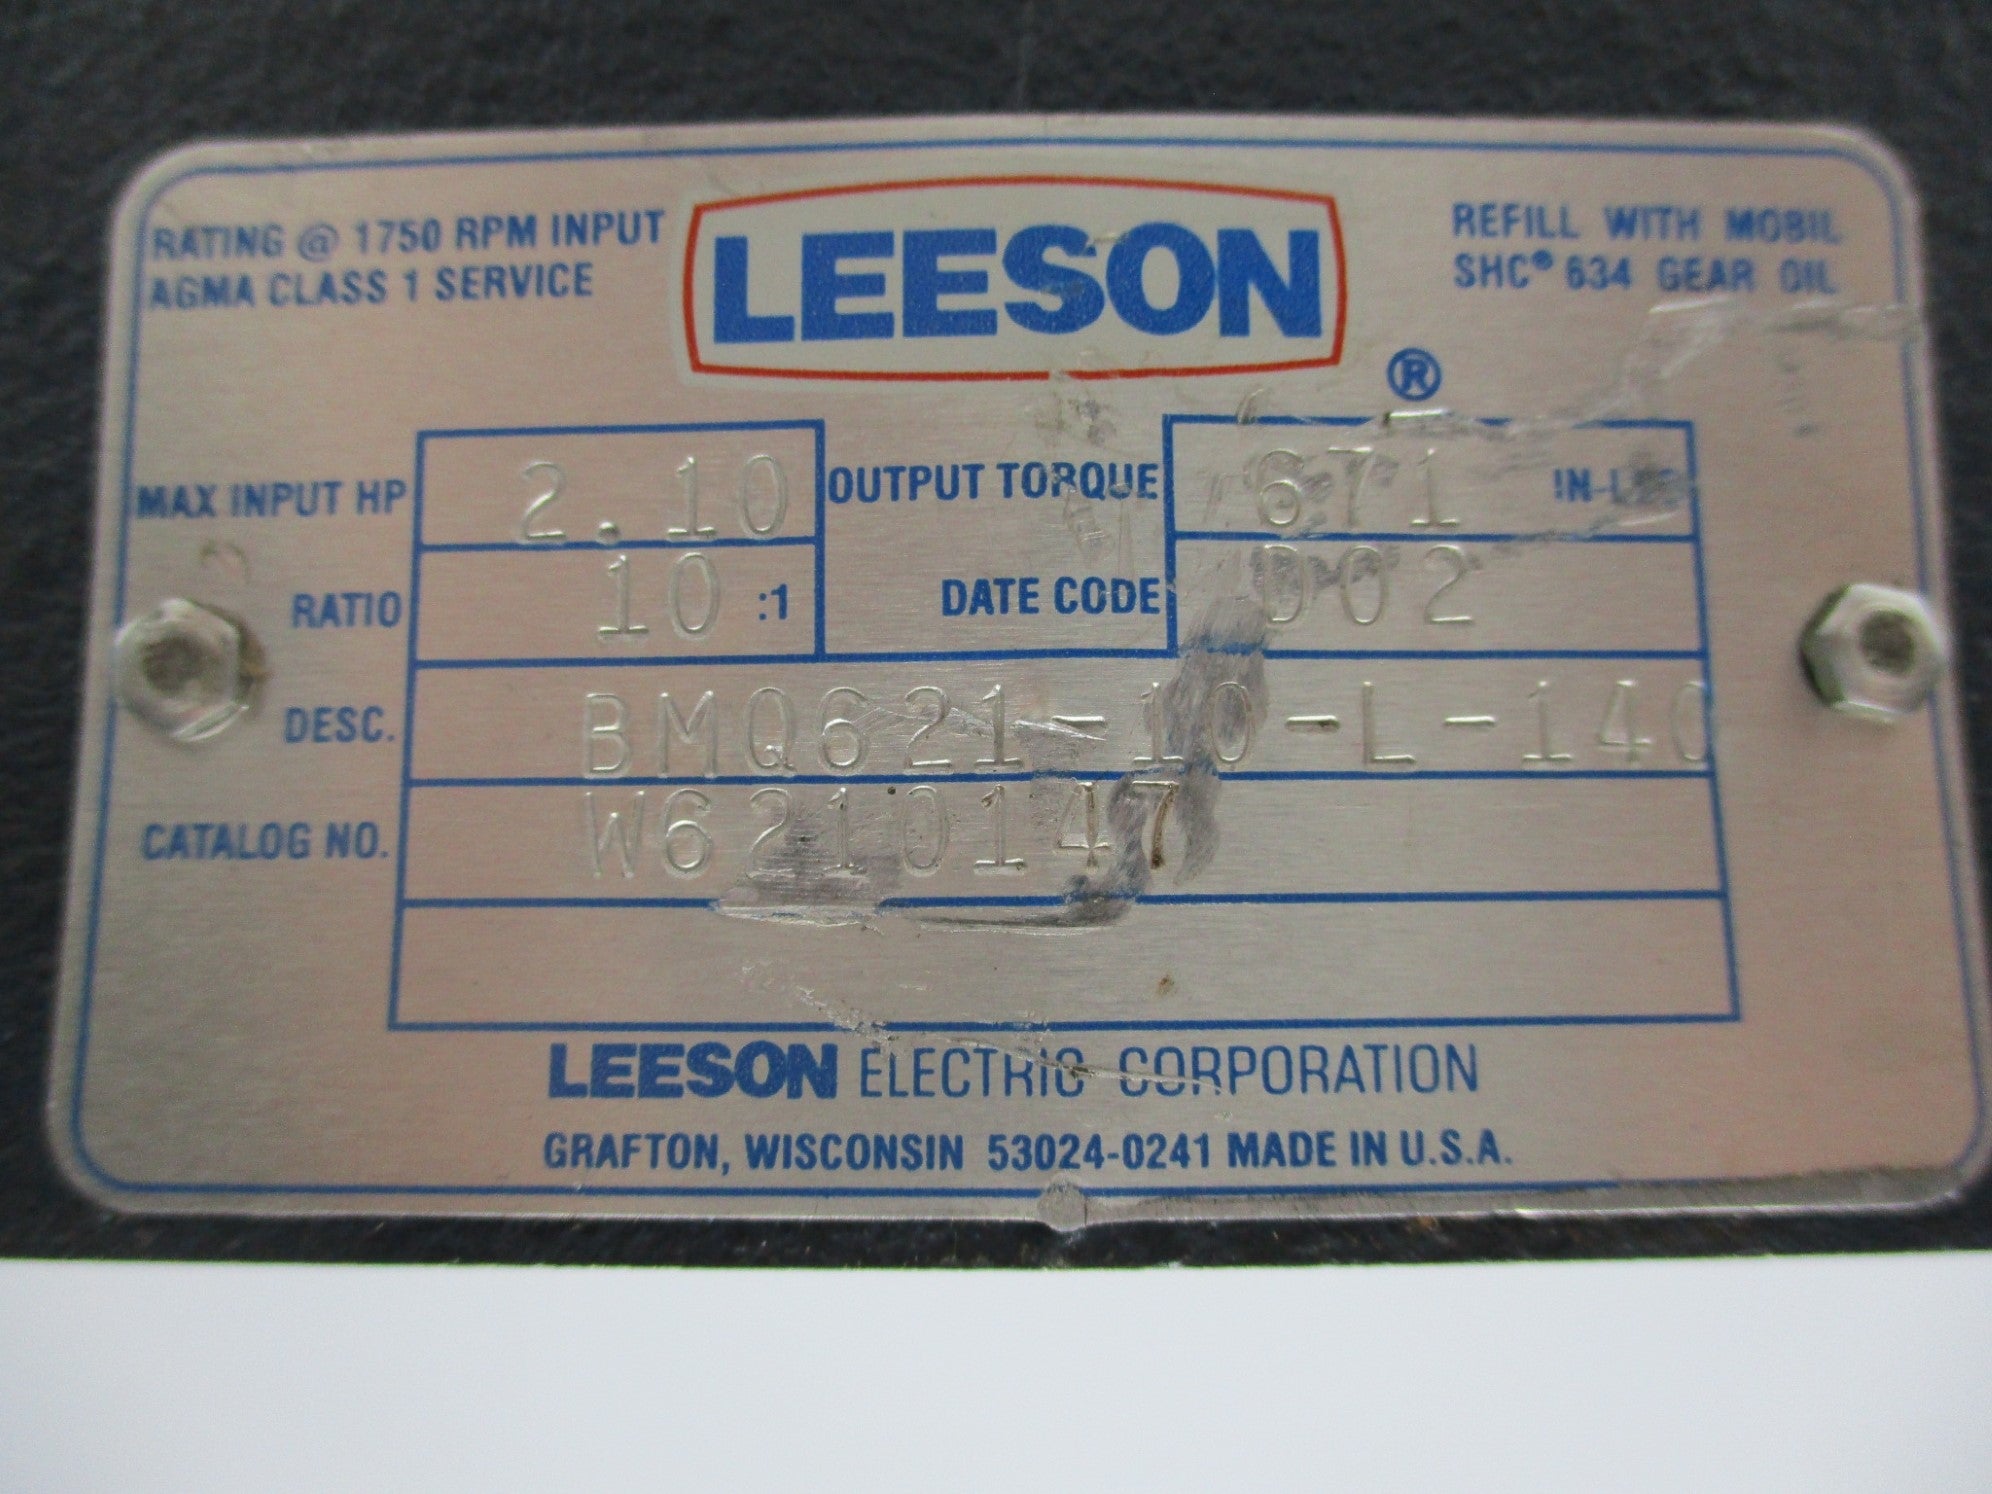 RATING @ 1750 RPM INPUT
AGMA CLASS 1 SERVICE
LEESON
®
REFILL WITH MOBIL
SHC® 634 GEAR OIL
MAX INPUT HP 2.10
OUTPUT TORQUE 671 IN-LBS
RATIO 10 :1
DATE CODE D02
DESC. BMQ621-10-L-140
CATALOG NO. W6210147
LEESON ELECTRIC CORPORATION
GRAFTON, WISCONSIN 53024-0241 MADE IN U.S.A.